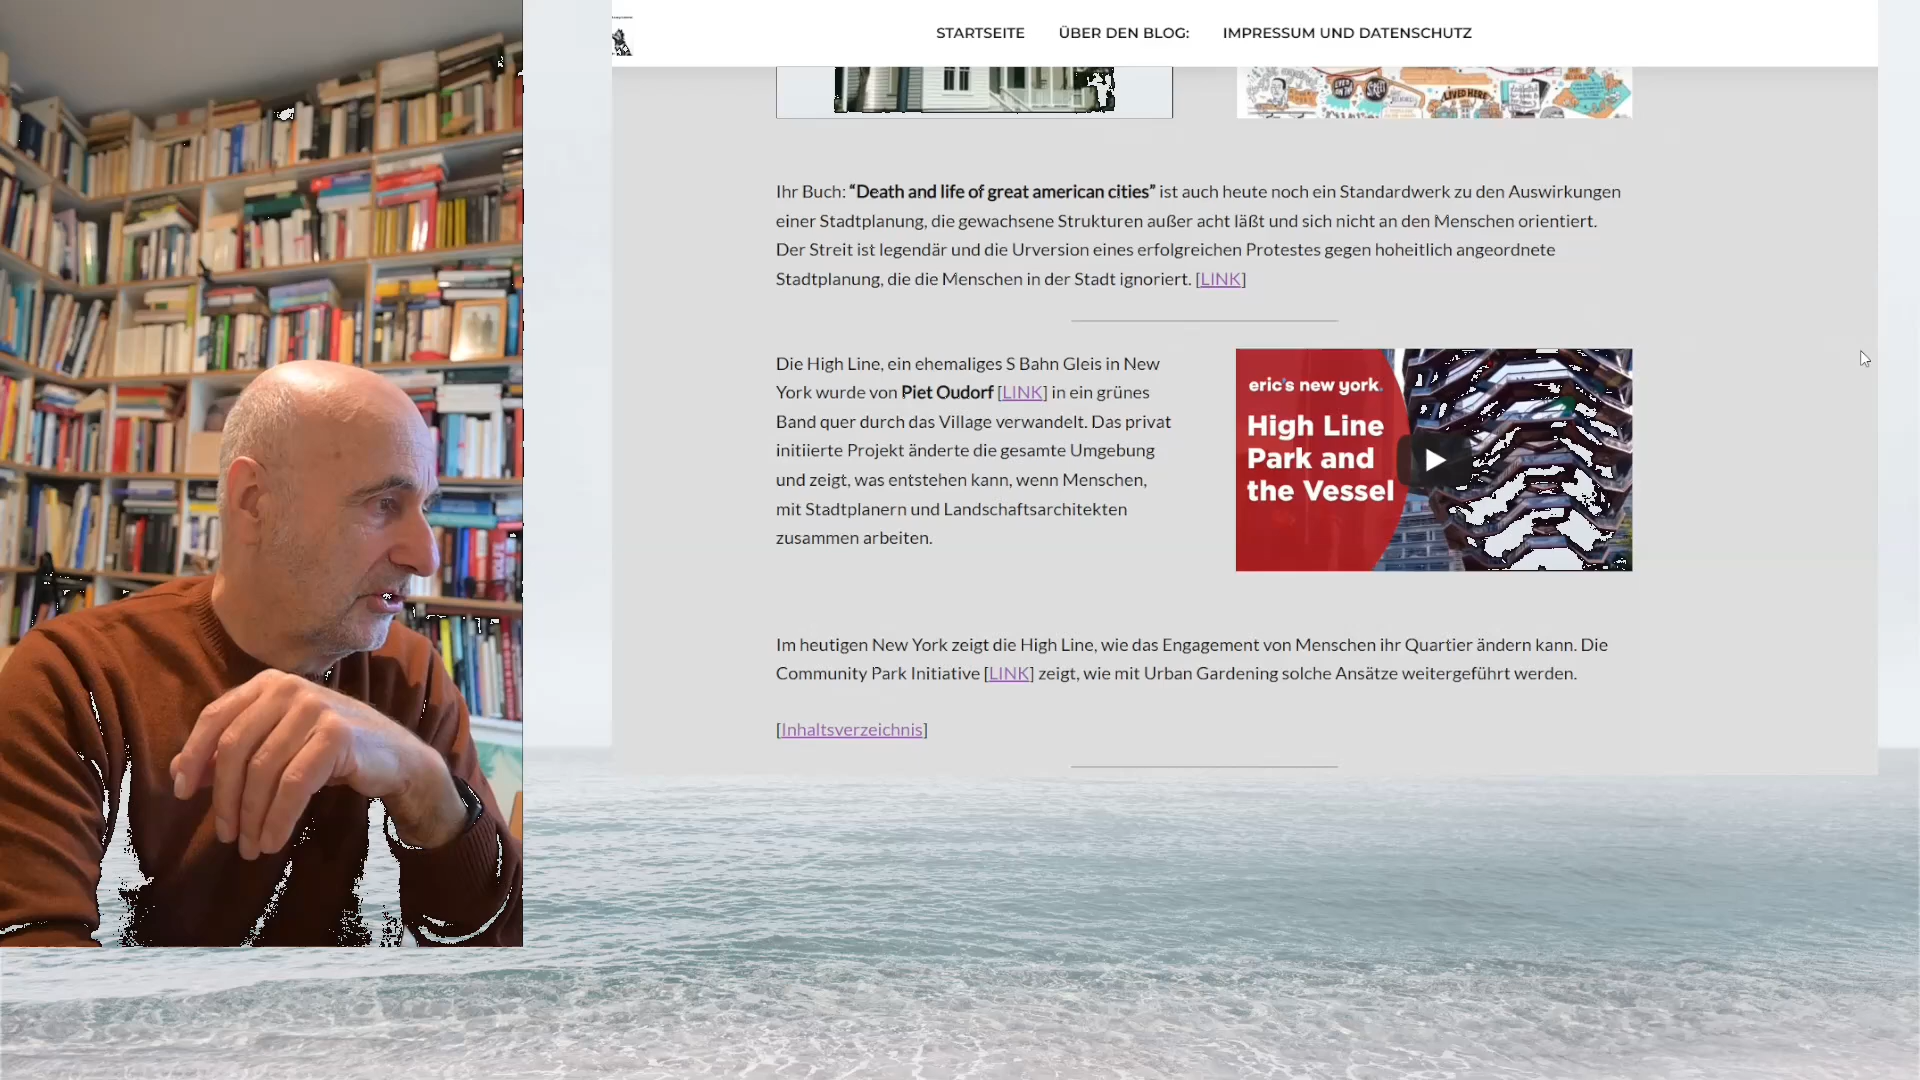 STARTSEITE ÜBER DEN BLOG: IMPRESSUM UND DATENSCHUTZ
LIVED HERE
Ihr Buch: “Death and life of great american cities” ist auch heute noch ein Standardwerk zu den Auswirkungen
einer Stadtplanung, die gewachsene Strukturen außer acht läßt und sich nicht an den Menschen orientiert.
Der Streit ist legendär und die Urversion eines erfolgreichen Protestes gegen hoheitlich angeordnete
Stadtplanung, die die Menschen in der Stadt ignoriert. [LINK]
Die High Line, ein ehemaliges S Bahn Gleis in New
York wurde von Piet Oudorf [LINK] in ein grünes
Band quer durch das Village verwandelt. Das privat
initiierte Projekt änderte die gesamte Umgebung
und zeigt, was entstehen kann, wenn Menschen,
mit Stadtplanern und Landschaftsarchitekten
zusammen arbeiten.
eric's new york.
High Line
Park and
the Vessel
Im heutigen New York zeigt die High Line, wie das Engagement von Menschen ihr Quartier ändern kann. Die
Community Park Initiative [LINK] zeigt, wie mit Urban Gardening solche Ansätze weitergeführt werden.
[Inhaltsverzeichnis]